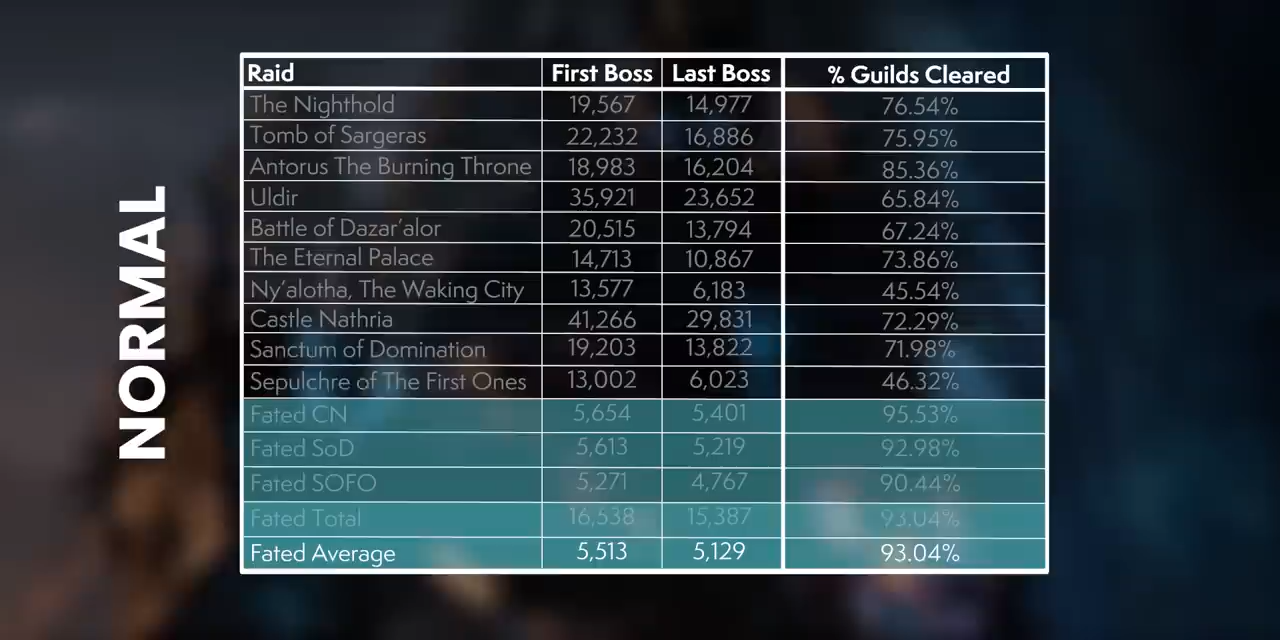 NORMAL
Raid First Boss Last Boss % Guilds Cleared
The Nighthold 19,567 14,977 76.54%
Tomb of Sargeras 22,232 16,886 75.95%
Antorus The Burning Throne 18,983 16,204 85.36%
Uldir 35,921 23,652 65.84%
Battle of Dazar'alor 20,515 13,794 67.24%
The Eternal Palace 14,713 10,867 73.86%
Ny'alotha, The Waking City 13,577 6,183 45.54%
Castle Nathria 41,266 29,831 72.29%
Sanctum of Domination 19,203 13,822 71.98%
Sepulchre of The First Ones 13,002 6,023 46.32%
Fated CN 5,654 5,401 95.53%
Fated SoD 5,613 5,219 92.98%
Fated SOFO 5,271 4,767 90.44%
Fated Total 16,538 15,387 93.04%
Fated Average 5,513 5,129 93.04%